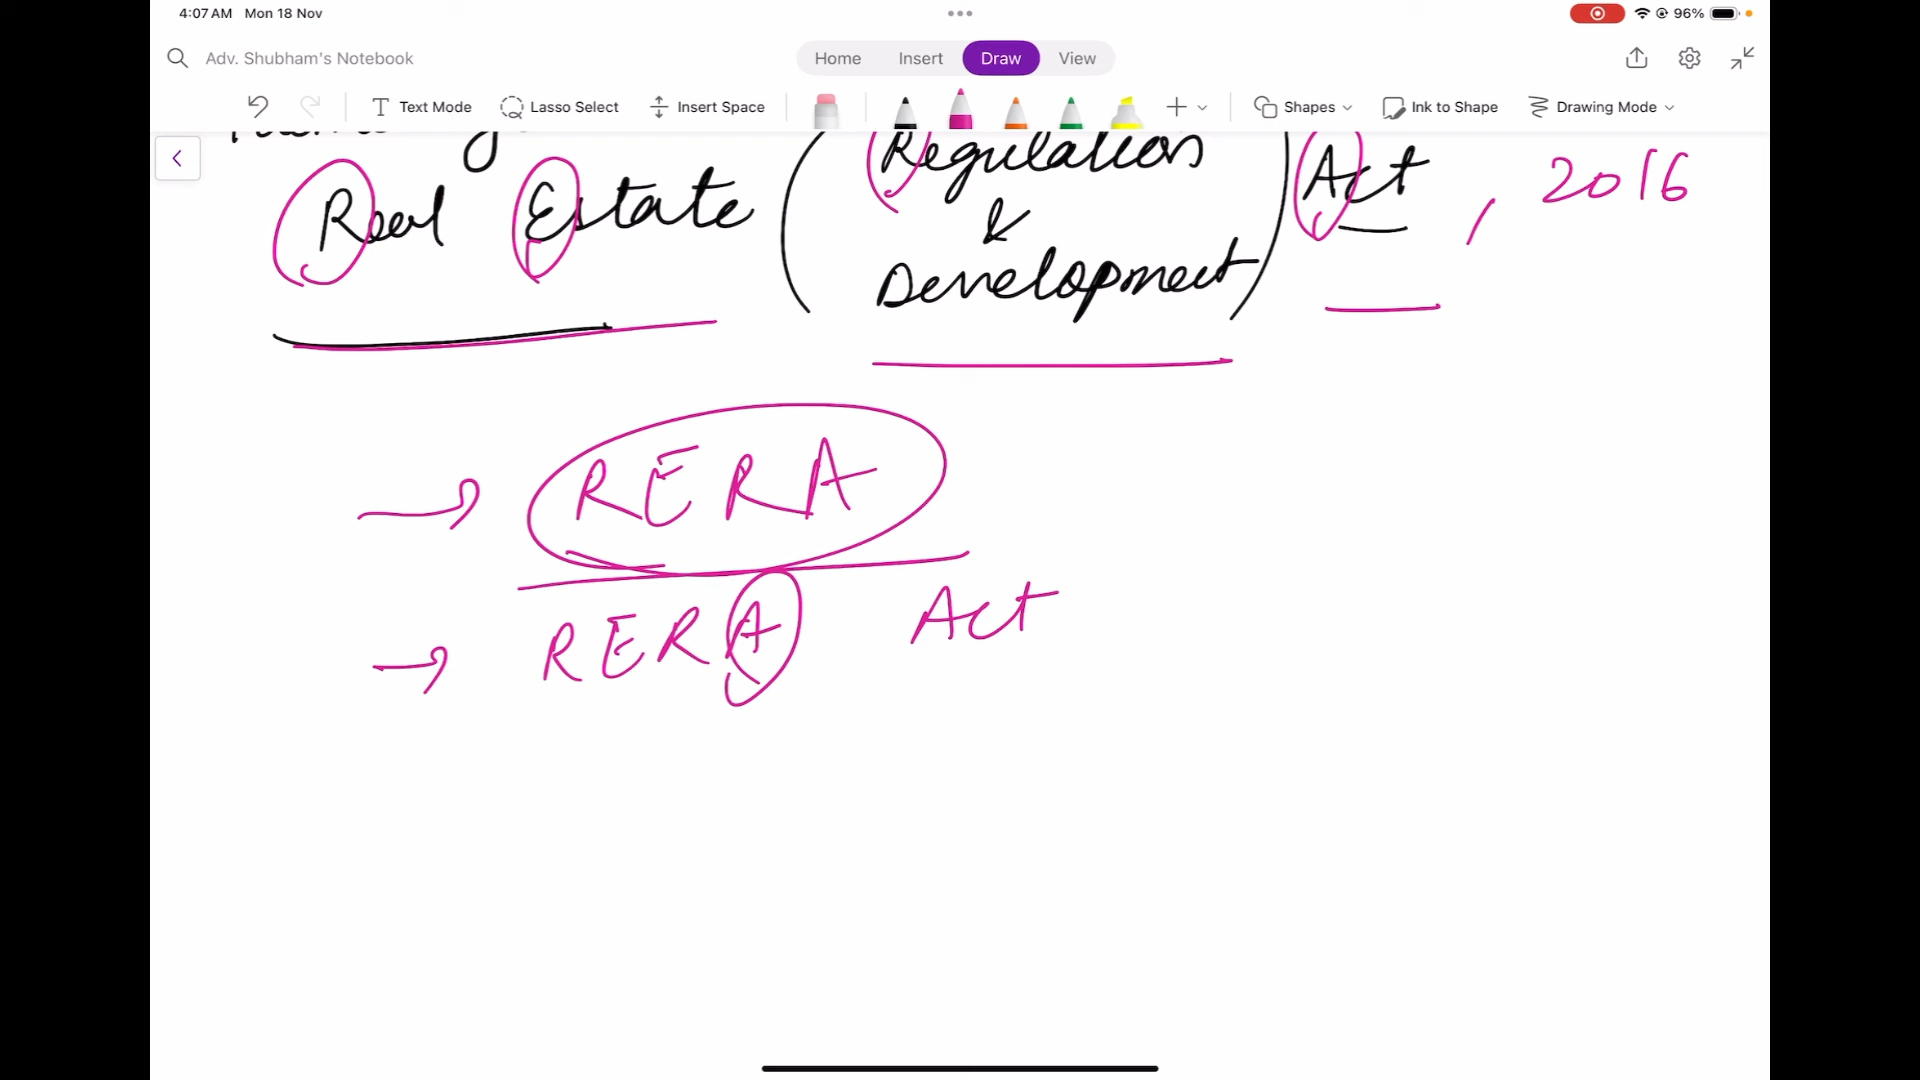 4:07 AM Mon 18 Nov 96%
Adv. Shubham's Notebook Home Insert Draw View
Text Mode Lasso Select Insert Space Shapes Ink to Shape Drawing Mode
Real Estate ( Regulation & Development ) Act , 2016
RERA
RERA Act